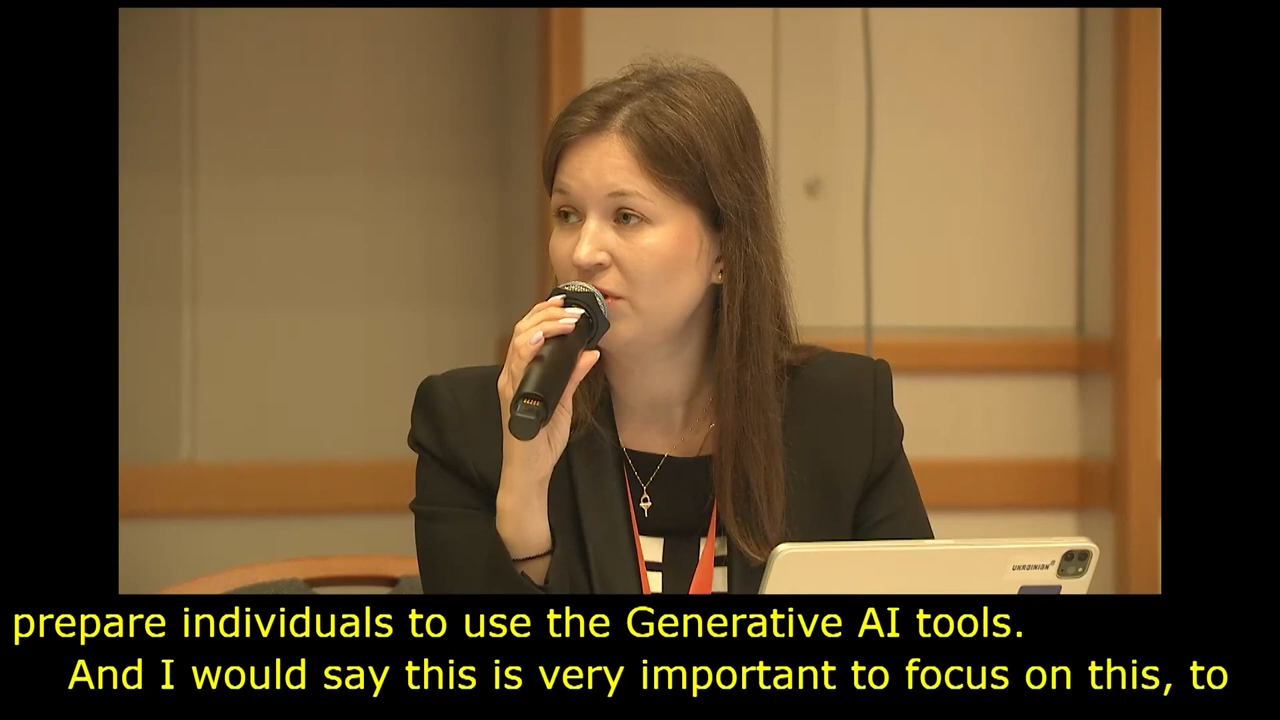 UKRAINIAN
prepare individuals to use the Generative AI tools.
And I would say this is very important to focus on this, to